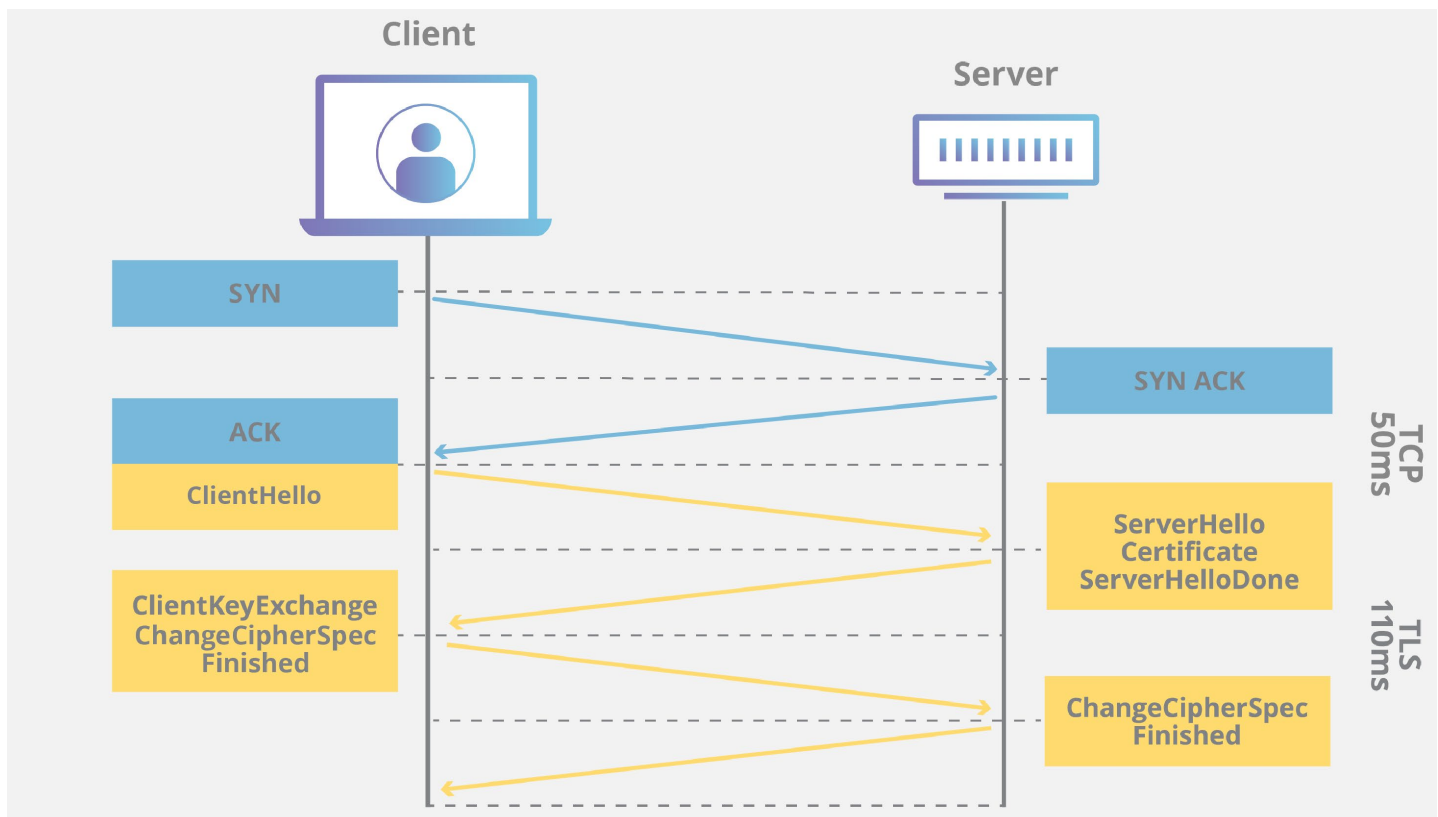 Client
Server
SYN
SYN ACK
ACK
ClientHello
TCP
50ms
ServerHello
Certificate
ServerHelloDone
ClientKeyExchange
ChangeCipherSpec
Finished
TLS
110ms
ChangeCipherSpec
Finished